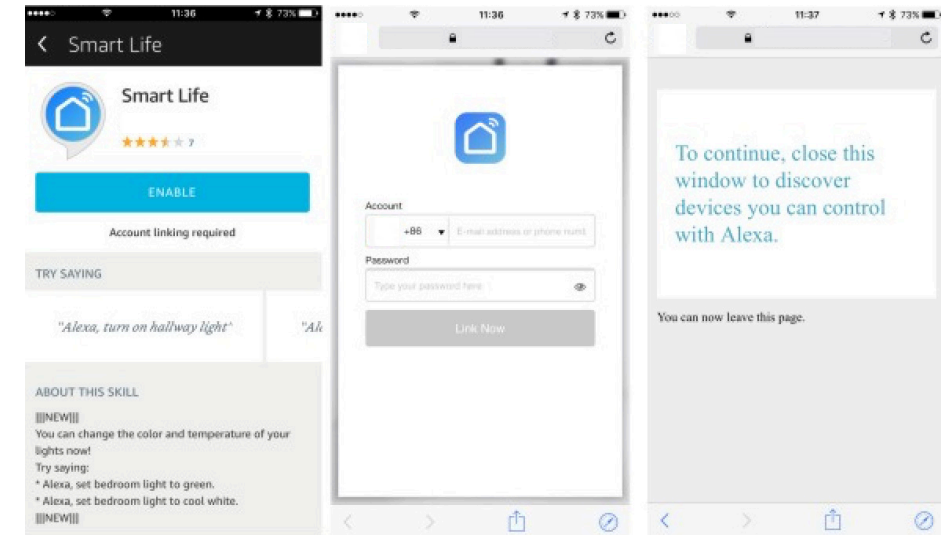 11:36
73%
Smart Life
Smart Life
7
ENABLE
Account linking required
TRY SAYING
"Alexa, turn on hallway light"
"Al
ABOUT THIS SKILL
|||NEW|||
You can change the color and temperature of your
lights now!
Try saying:
* Alexa, set bedroom light to green.
* Alexa, set bedroom light to cool white.
|||NEW|||
11:36
73%
Account
+86
E-mail address or phone numb
Password
Type your password here
Link Now
11:37
73%
To continue, close this
window to discover
devices you can control
with Alexa.
You can now leave this page.